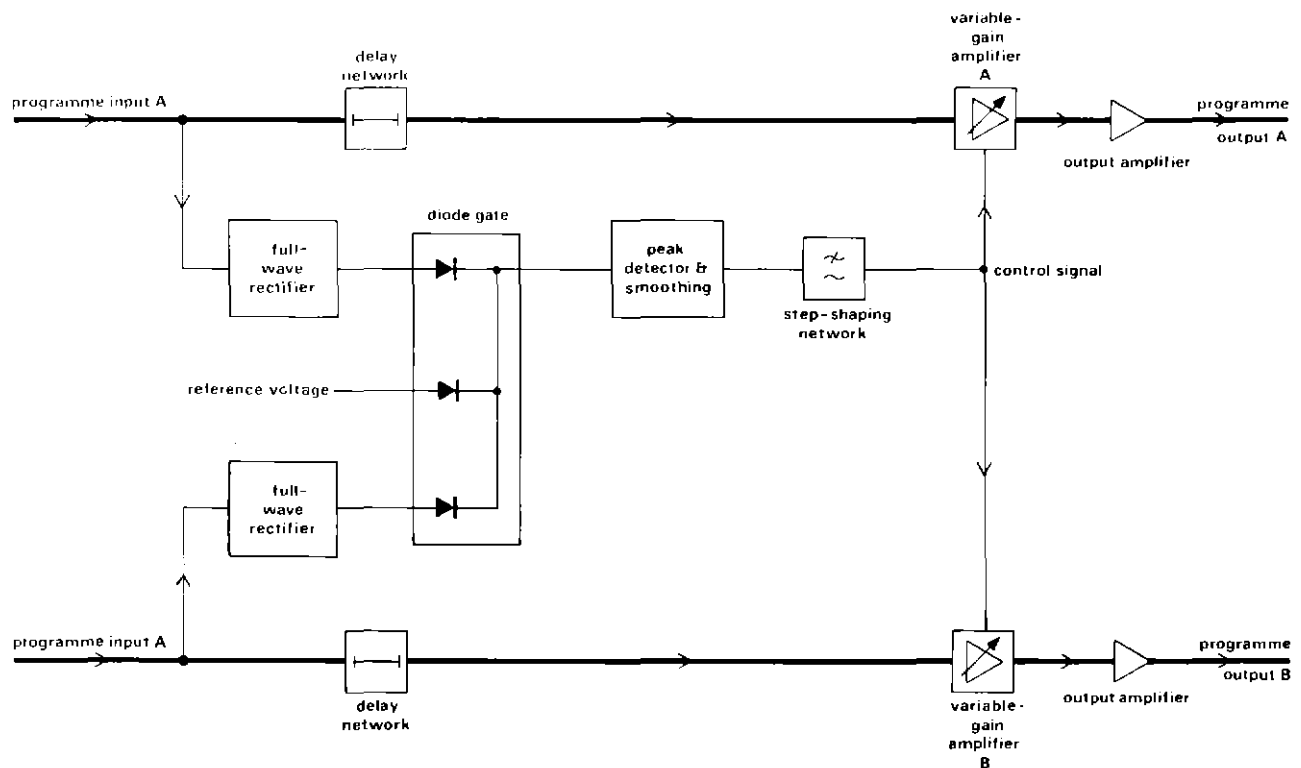 variable-
gain
amplifier
A
delay
network
programme input A
programme
output A
output amplifier
diode gate
full-
wave
rectifier
peak
detector &
smoothing
control signal
step-shaping
network
reference voltage
full-
wave
rectifier
programme input A
programme
output B
output amplifier
delay
network
variable-
gain
amplifier
B